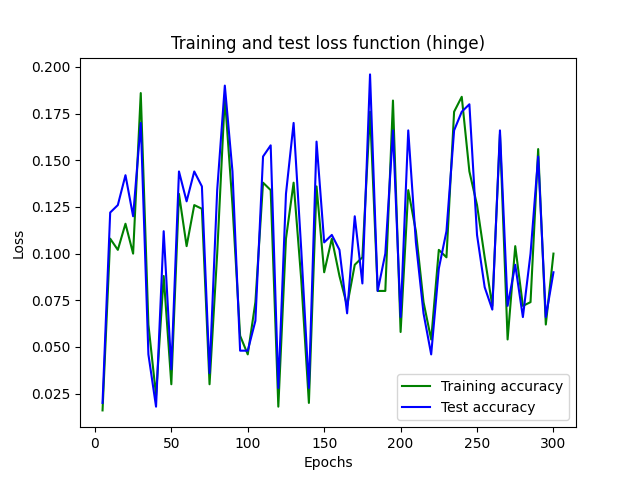 Training and test loss function (hinge)
0.200
0.175
0.150
0.125
0.100
0.075
0.050
0.025
Loss
Training accuracy
Test accuracy
0 50 100 150 200 250 300
Epochs